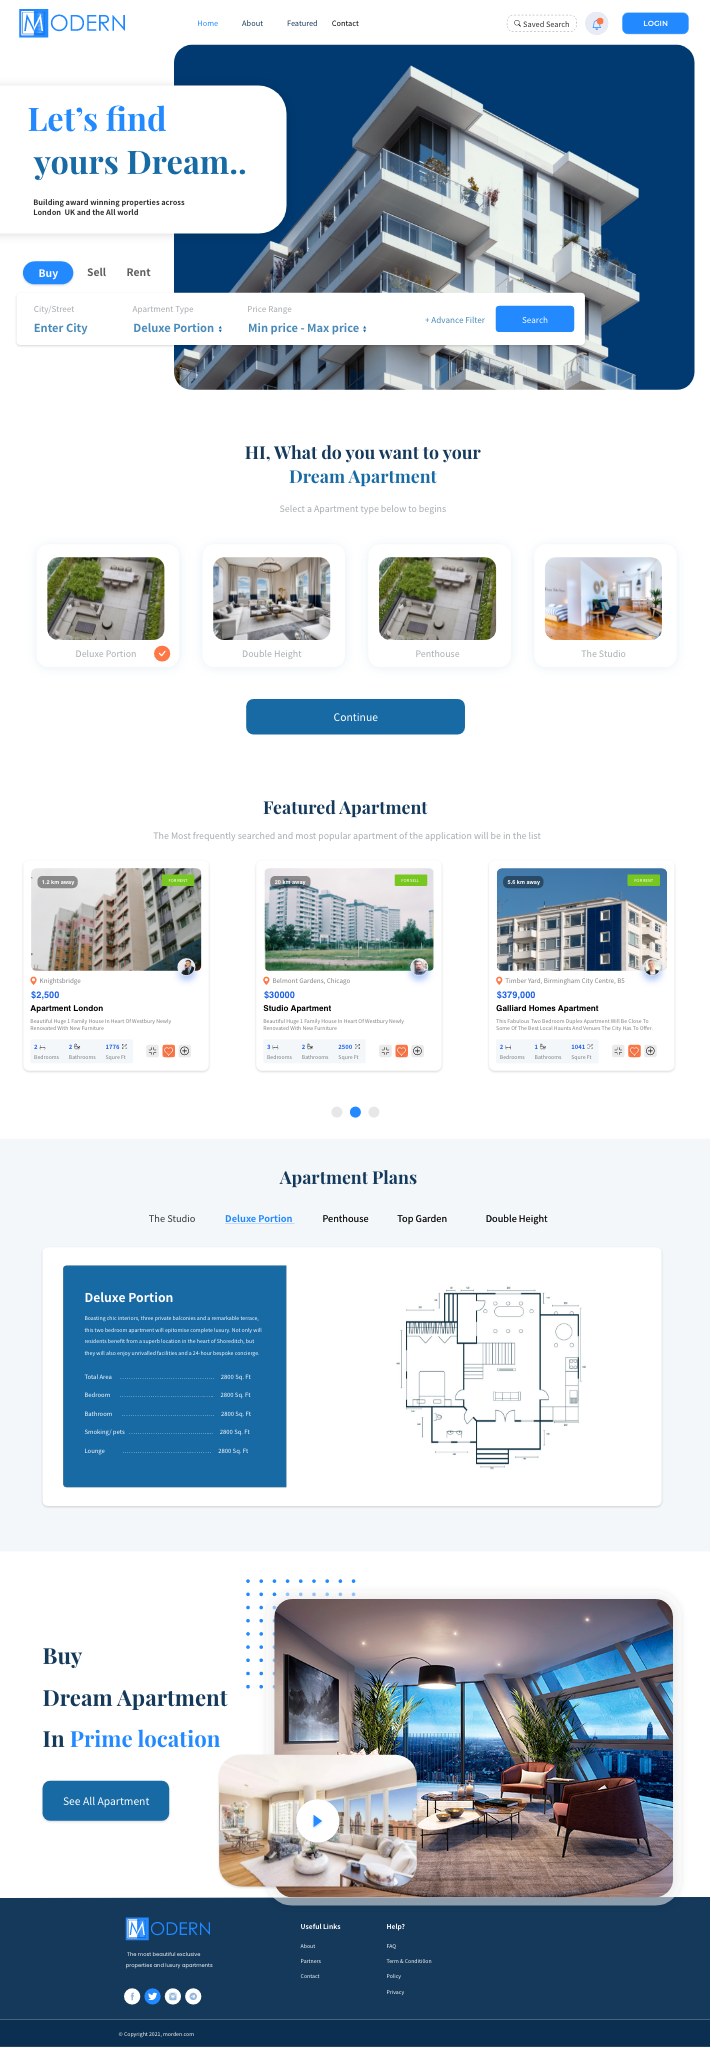 MODERN
Home About Featured Contact
Saved Search
LOGIN
Let's find
yours Dream..
Building award winning properties across
London UK and the All world
Buy Sell Rent
City/Street Apartment Type Price Range
Enter City Deluxe Portion Min price - Max price
+ Advance Filter
Search
HI, What do you want to your
Dream Apartment
Select a Apartment type below to begins
Deluxe Portion Double Height Penthouse The Studio
Continue
Featured Apartment
The Most frequently searched and most popular apartment of the application will be in the list
1.2 km away FOR RENT
Knightsbridge
$2,500
Apartment London
Beautiful Huge 1 Family House In Heart Of Westbury Newly
Renovated With New Furniture
2 2 1776
Bedrooms Bathrooms Squre Ft
20 km away FOR SELL
Belmont Gardens, Chicago
$30000
Studio Apartment
Beautiful Huge 1 Family House In Heart Of Westbury Newly
Renovated With New Furniture
3 2 2500
Bedrooms Bathrooms Squre Ft
5.6 km away FOR RENT
Timber Yard, Birmingham City Centre, B5
$379,000
Galliard Homes Apartment
This Fabulous Two Bedroom Duplex Apartment Will Be Close To
Some Of The Best Local Haunts And Venues The City Has To Offer.
2 1 1041
Bedrooms Bathrooms Squre Ft
Apartment Plans
The Studio Deluxe Portion Penthouse Top Garden Double Height
Deluxe Portion
Boasting chic interiors, three private balconies and a remarkable terrace,
this two bedroom apartment will epitomise complete luxury. Not only will
residents benefit from a superb location in the heart of Shoreditch, but
they will also enjoy unrivalled facilities and a 24-hour bespoke concierge.
Total Area 2800 Sq. Ft
Bedroom 2800 Sq. Ft
Bathroom 2800 Sq. Ft
Smoking/ pets 2800 Sq. Ft
Lounge 2800 Sq. Ft
Buy
Dream Apartment
In Prime location
See All Apartment
MODERN
The most beautiful exclusive
properties and luxury apartments
Useful Links
About
Partners
Contact
Help?
FAQ
Term & Conditition
Policy
Privacy
© Copyright 2021, morden.com